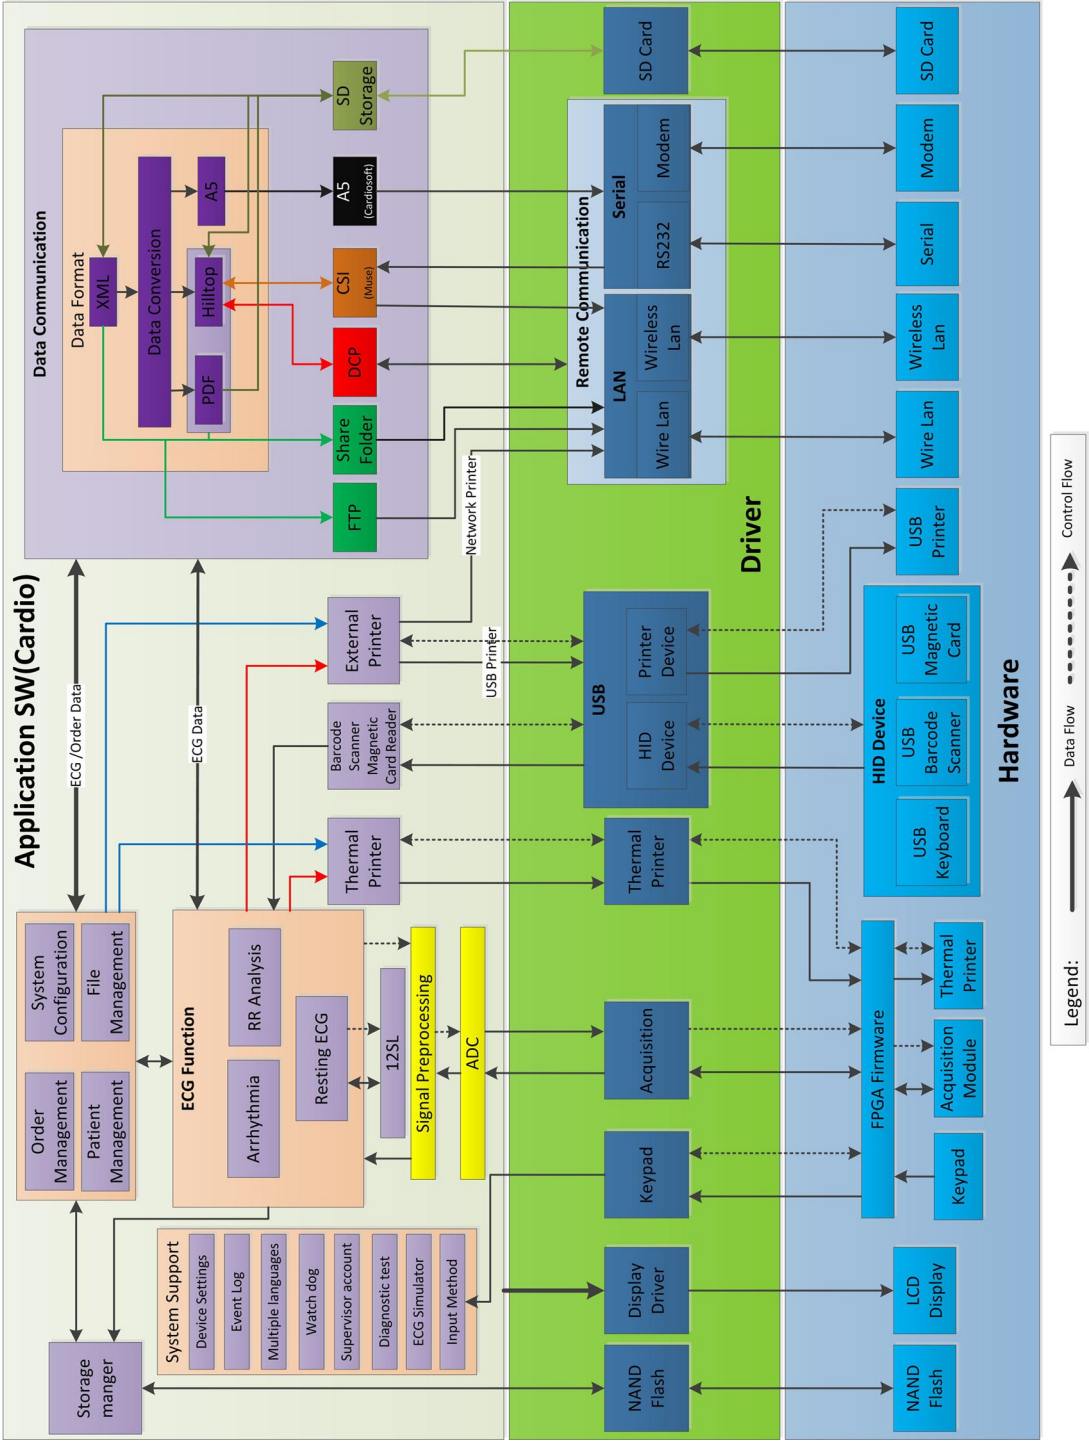 Application SW(Cardio)
Storage
manger
Order
Management
System
Configuration
Patient
Management
File
Management
ECG /Order Data
ECG Data
Data Communication
Data Format
XML
Data Conversion
PDF
Hilltop
A5
FTP
Share
Folder
DCP
CSI
(Muse)
A5
(Cardiosoft)
SD
Storage
System Support
Device Settings
Event Log
Multiple languages
Watch dog
Supervisor account
Diagnostic test
ECG Simulator
Input Method
ECG Function
Arrhythmia
RR Analysis
Resting ECG
12SL
Signal Preprocessing
ADC
Thermal
Printer
Barcode
Scanner
Magnetic
Card Reader
External
Printer
Network Printer
USB Printer
Driver
NAND
Flash
Display
Driver
Keypad
Acquisition
Thermal
Printer
USB
HID
Device
Printer
Device
Remote Communication
LAN
Wire Lan
Wireless
Lan
Serial
RS232
Modem
SD Card
Hardware
NAND
Flash
LCD
Display
FPGA Firmware
Keypad
Acquisition
Module
Thermal
Printer
HID Device
USB
Keyboard
USB
Barcode
Scanner
USB
Magnetic
Card
USB
Printer
Wire Lan
Wireless
Lan
Serial
Modem
SD Card
Legend:
Data Flow
Control Flow